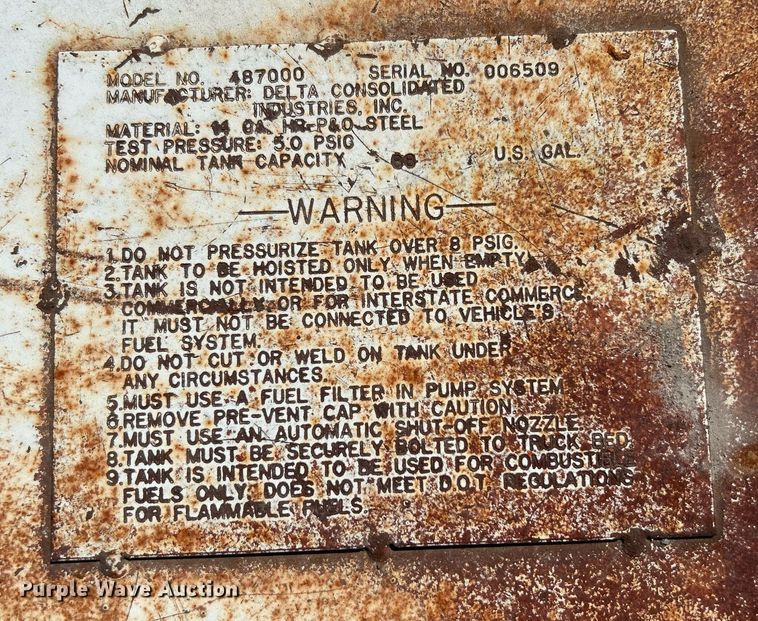 MODEL NO. 487000 SERIAL NO. 006509
MANUFACTURER: DELTA CONSOLIDATED
INDUSTRIES, INC.
MATERIAL: 14 GA. HR-P&O STEEL
TEST PRESSURE: 5.0 PSIG
NOMINAL TANK CAPACITY U.S. GAL.
WARNING
1. DO NOT PRESSURIZE TANK OVER 8 PSIG.
2. TANK TO BE HOISTED ONLY WHEN EMPTY.
3. TANK IS NOT INTENDED TO BE USED
COMMERCIALLY OR FOR INTERSTATE COMMERCE.
IT MUST NOT BE CONNECTED TO VEHICLE'S
FUEL SYSTEM.
4. DO NOT CUT OR WELD ON TANK UNDER
ANY CIRCUMSTANCES.
5. MUST USE A FUEL FILTER IN PUMP SYSTEM
6. REMOVE PRE-VENT CAP WITH CAUTION.
7. MUST USE AN AUTOMATIC SHUT-OFF NOZZLE.
8. TANK MUST BE SECURELY BOLTED TO TRUCK BED.
9. TANK IS INTENDED TO BE USED FOR COMBUSTIBLE
FUELS ONLY. DOES NOT MEET D.O.T. REGULATIONS
FOR FLAMMABLE FUELS.
Purple Wave Auction